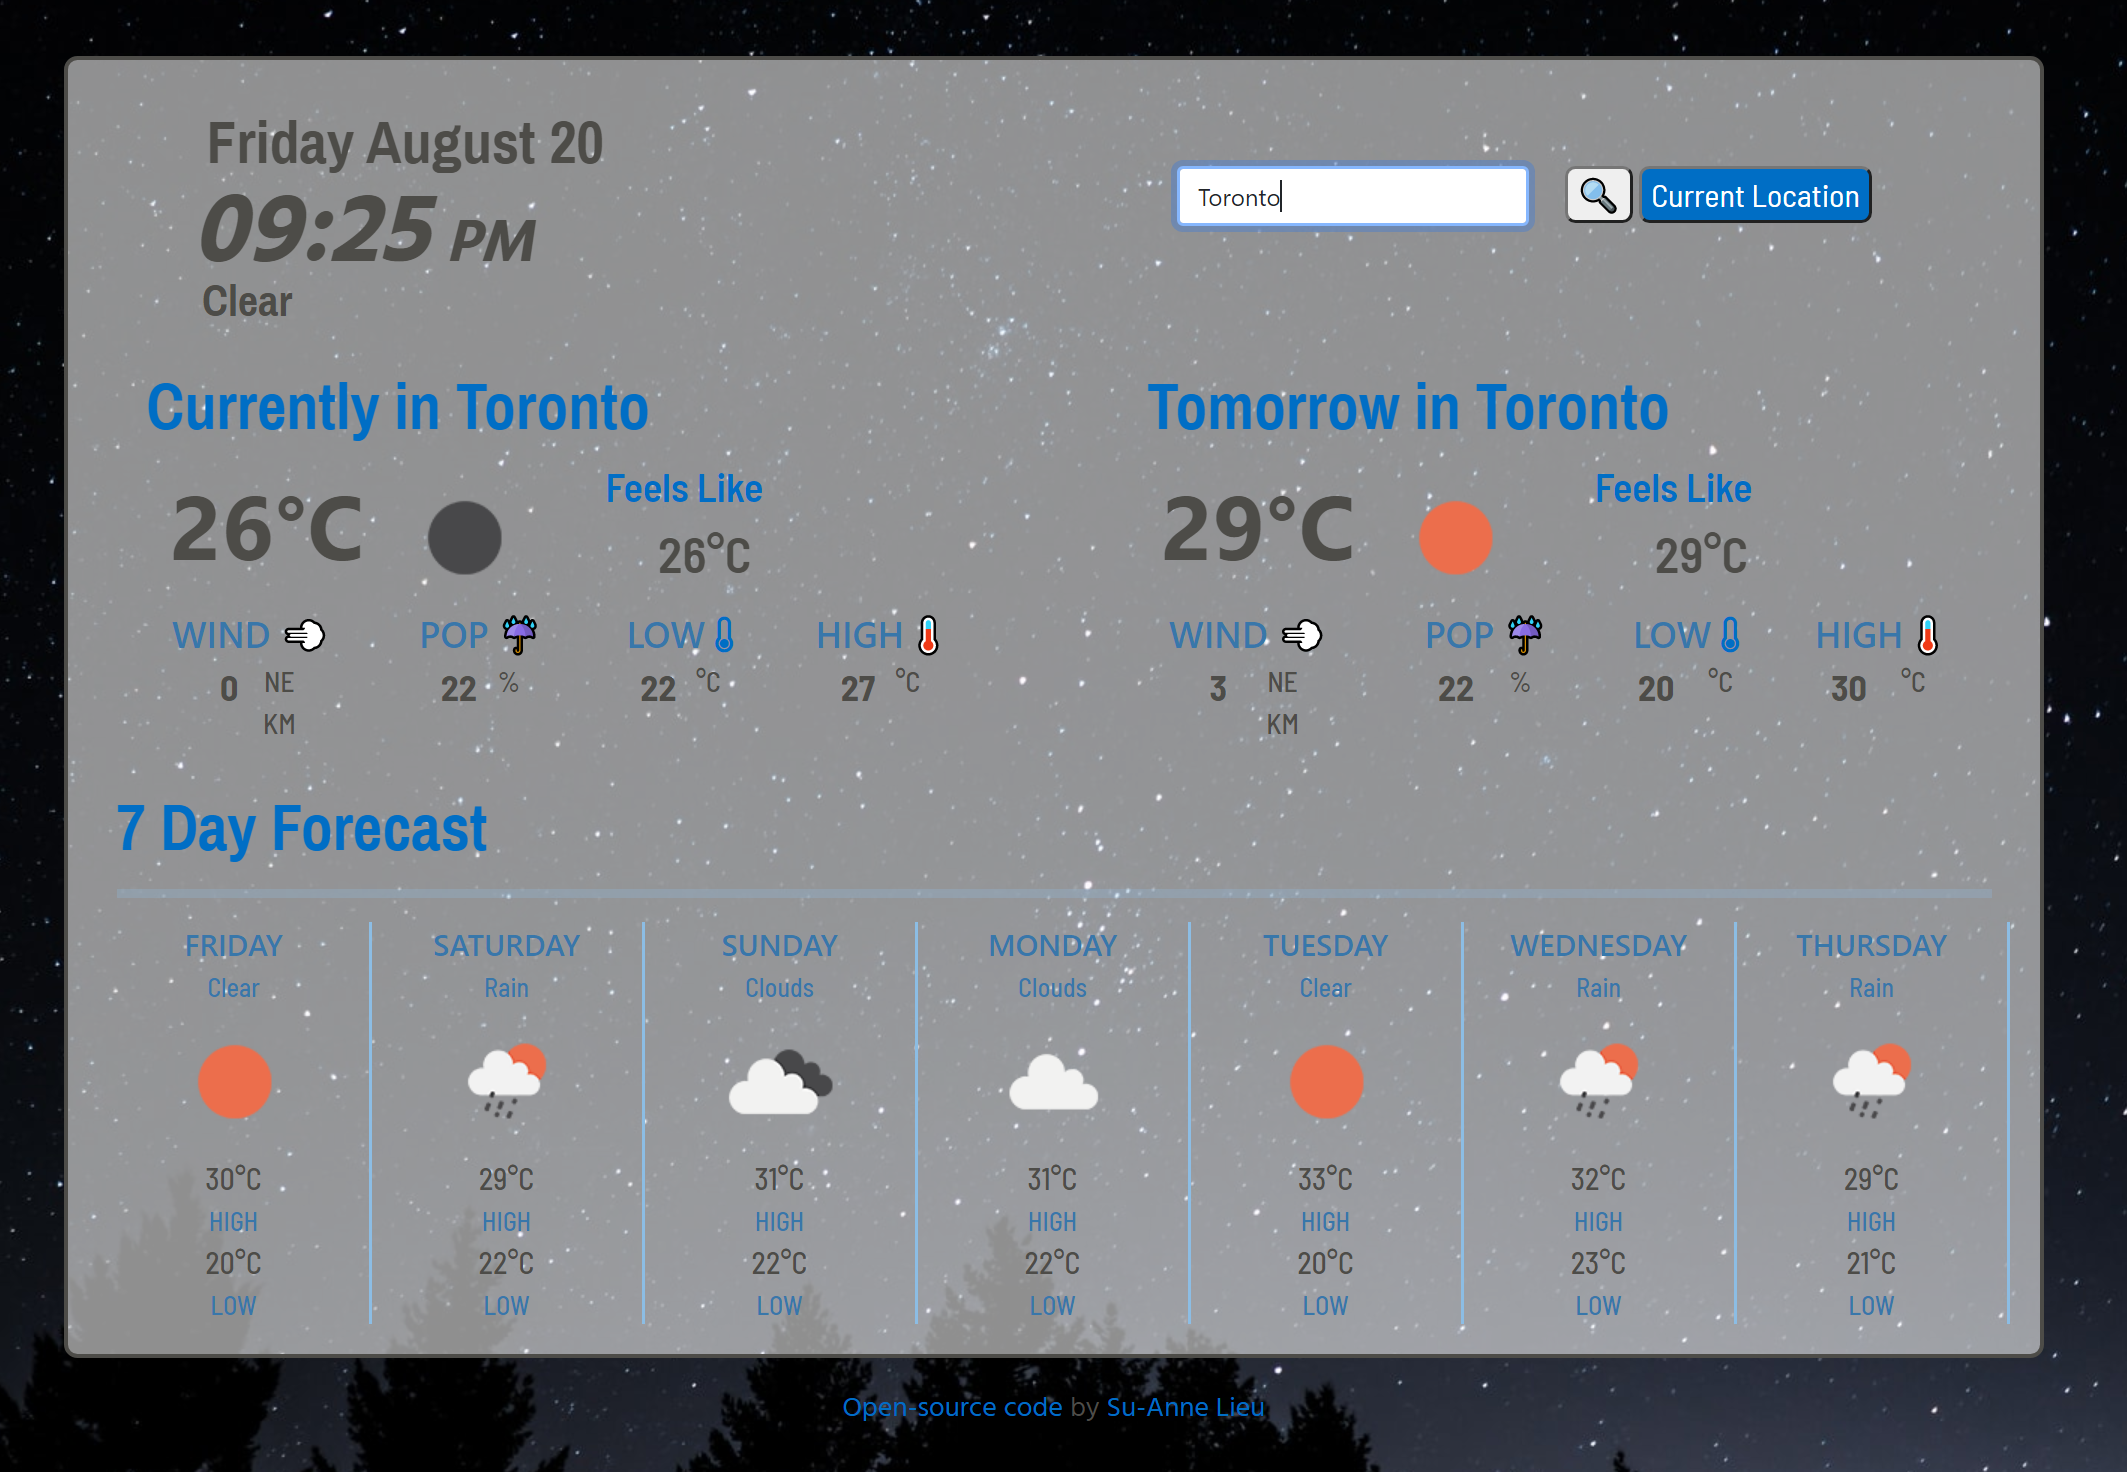 Friday August 20
09:25 PM
Clear
Toronto
Current Location
Currently in Toronto
26°C
Feels Like
26°C
WIND POP LOW HIGH
0 NE KM 22 % 22 °C 27 °C
Tomorrow in Toronto
29°C
Feels Like
29°C
WIND POP LOW HIGH
3 NE KM 22 % 20 °C 30 °C
7 Day Forecast
FRIDAY
Clear
30°C
HIGH
20°C
LOW
SATURDAY
Rain
29°C
HIGH
22°C
LOW
SUNDAY
Clouds
31°C
HIGH
22°C
LOW
MONDAY
Clouds
31°C
HIGH
22°C
LOW
TUESDAY
Clear
33°C
HIGH
20°C
LOW
WEDNESDAY
Rain
32°C
HIGH
23°C
LOW
THURSDAY
Rain
29°C
HIGH
21°C
LOW
Open-source code by Su-Anne Lieu